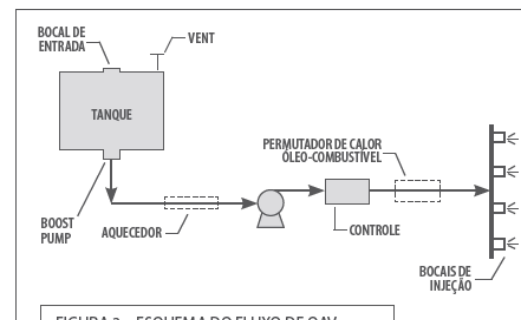 BOCAL DE
ENTRADA
VENT
TANQUE
PERMUTADOR DE CALOR
ÓLEO-COMBUSTÍVEL
BOOST
PUMP
AQUECEDOR
CONTROLE
BOCAIS DE
INJEÇÃO
FIGURA 2 – ESQUEMA DO FLUXO DE QAV